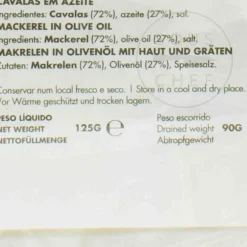 CAVALAS EM AZEITE
Ingredientes: Cavalas (72%), azeite (27%), sal.
MACKEREL IN OLIVE OIL
Ingredients: Mackerel (72%), olive oil (27%), salt.
MAKRELEN IN OLIVENÖL MIT HAUT UND GRÄTEN
Zutaten: Makrelen (72%), Olivenöl (27%), Speisesalz.
CHEF
Conservar num local fresco e seco. I Store in a cool and dry place.
Vor Wärme geschützt und trocken lagern.
PESO LÍQUIDO
NET WEIGHT 125G e
NETTOFÜLLMENGE
Peso escorrido
Drained weight 90G
Abtropfgewicht